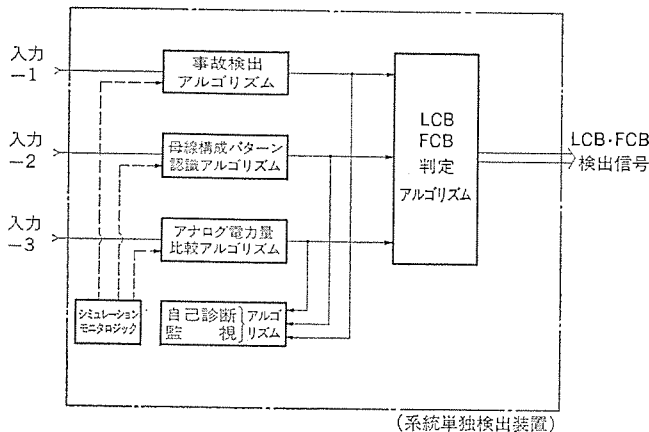 入力
-1
事故検出
アルゴリズム
入力
-2
母線構成パターン
認識アルゴリズム
入力
-3
アナログ電力量
比較アルゴリズム
シミュレーション
モニタロジック
自己診断
監視
アルゴ
リズム
LCB
FCB
判定
アルゴリズム
LCB・FCB
検出信号
(系統単独検出装置)